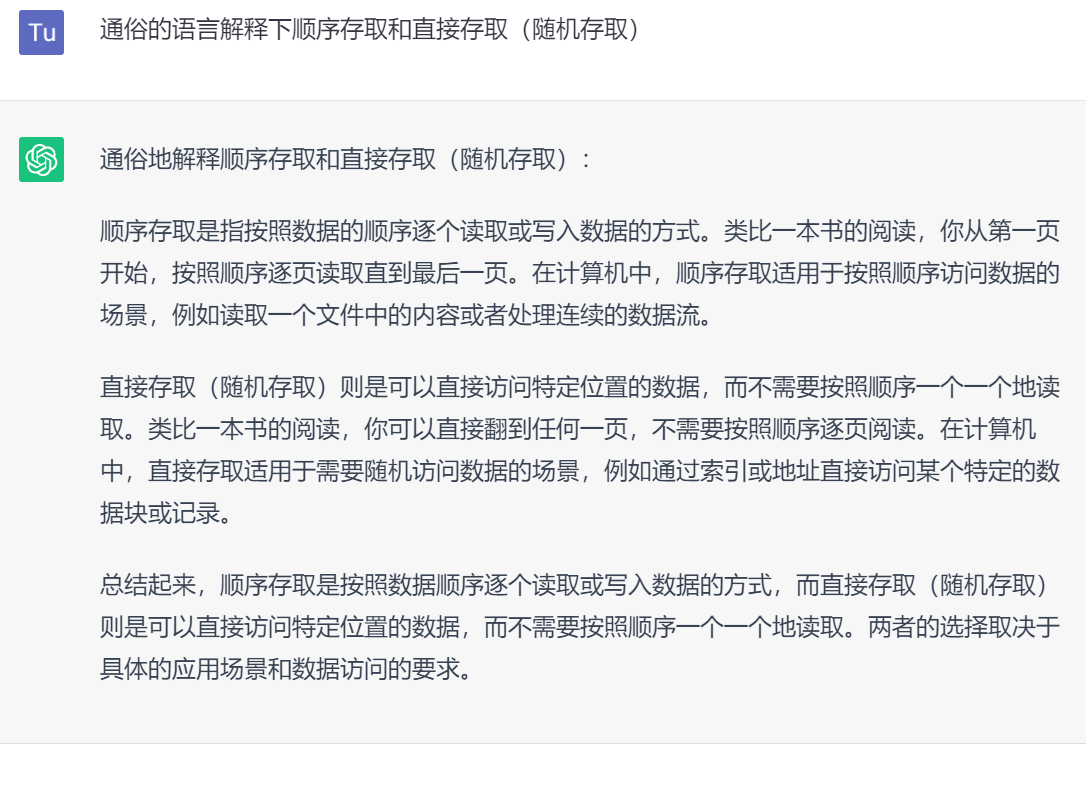 Tu
通俗的语言解释下顺序存取和直接存取（随机存取）
通俗地解释顺序存取和直接存取（随机存取）：
顺序存取是指按照数据的顺序逐个读取或写入数据的方式。类比一本书的阅读，你从第一页
开始，按照顺序逐页读取直到最后一页。在计算机中，顺序存取适用于按照顺序访问数据的
场景，例如读取一个文件中的内容或者处理连续的数据流。
直接存取（随机存取）则是可以直接访问特定位置的数据，而不需要按照顺序一个一个地读
取。类比一本书的阅读，你可以直接翻到任何一页，不需要按照顺序逐页阅读。在计算机
中，直接存取适用于需要随机访问数据的场景，例如通过索引或地址直接访问某个特定的数
据块或记录。
总结起来，顺序存取是按照数据顺序逐个读取或写入数据的方式，而直接存取（随机存取）
则是可以直接访问特定位置的数据，而不需要按照顺序一个一个地读取。两者的选择取决于
具体的应用场景和数据访问的要求。